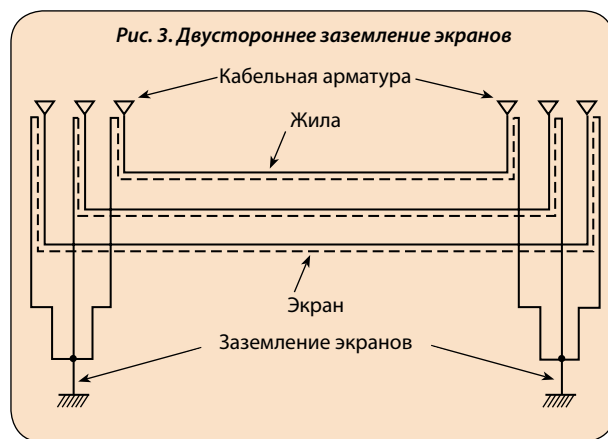 Рис. 3. Двустороннее заземление экранов
Кабельная арматура
Жила
Экран
Заземление экранов